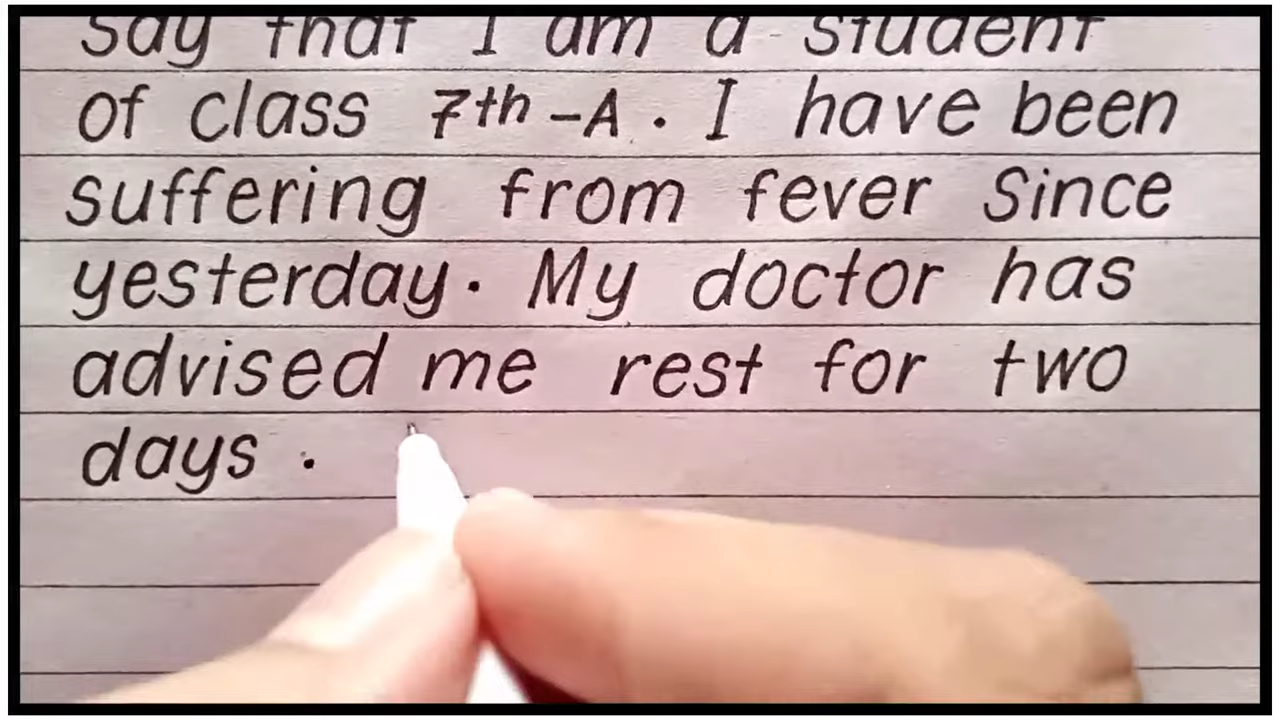 Say that I am a student
of class 7th-A. I have been
suffering from fever Since
yesterday. My doctor has
advised me rest for two
days.